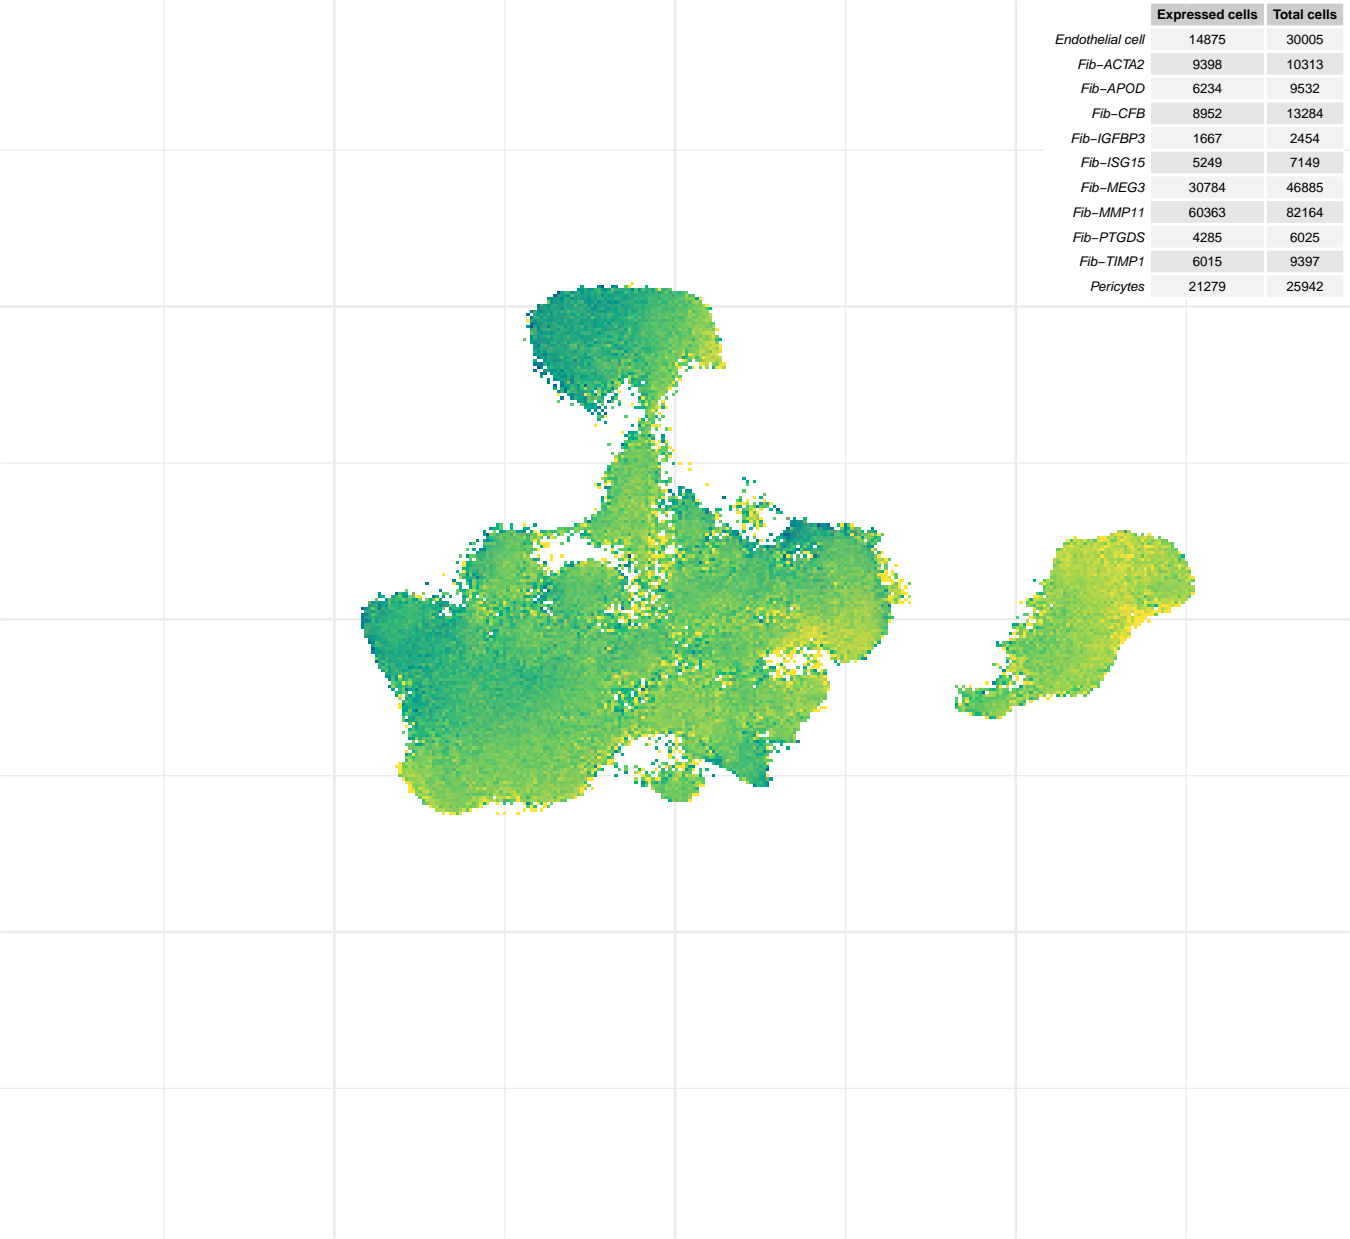 Expressed cells Total cells
Endothelial cell 14875 30005
Fib−ACTA2 9398 10313
Fib−APOD 6234 9532
Fib−CFB 8952 13284
Fib−IGFBP3 1667 2454
Fib−ISG15 5249 7149
Fib−MEG3 30784 46885
Fib−MMP11 60363 82164
Fib−PTGDS 4285 6025
Fib−TIMP1 6015 9397
Pericytes 21279 25942